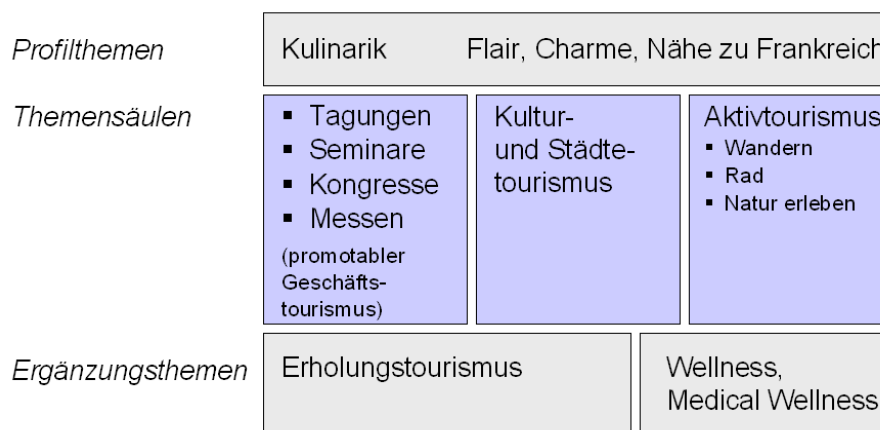 Profilthemen
Kulinarik Flair, Charme, Nähe zu Frankreich
Themensäulen
▪ Tagungen
▪ Seminare
▪ Kongresse
▪ Messen
(promotabler
Geschäfts-
tourismus)
Kultur-
und Städte-
tourismus
Aktivtourismus
▪ Wandern
▪ Rad
▪ Natur erleben
Ergänzungsthemen
Erholungstourismus
Wellness,
Medical Wellness